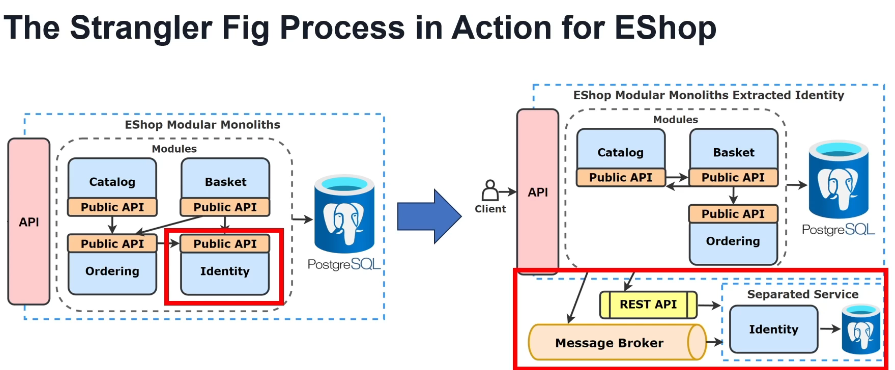 The Strangler Fig Process in Action for EShop
EShop Modular Monoliths
Modules
API
Catalog
Public API
Basket
Public API
Public API
Ordering
Public API
Identity
PostgreSQL
EShop Modular Monoliths Extracted Identity
Modules
Client
API
Catalog
Public API
Basket
Public API
Public API
Ordering
PostgreSQL
REST API
Message Broker
Separated Service
Identity